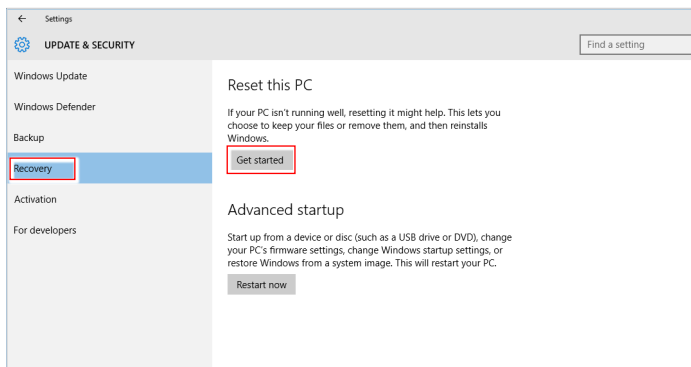 Settings
UPDATE & SECURITY
Find a setting
Windows Update
Windows Defender
Backup
Recovery
Activation
For developers
Reset this PC
If your PC isn't running well, resetting it might help. This lets you
choose to keep your files or remove them, and then reinstalls
Windows.
Get started
Advanced startup
Start up from a device or disc (such as a USB drive or DVD), change
your PC's firmware settings, change Windows startup settings, or
restore Windows from a system image. This will restart your PC.
Restart now